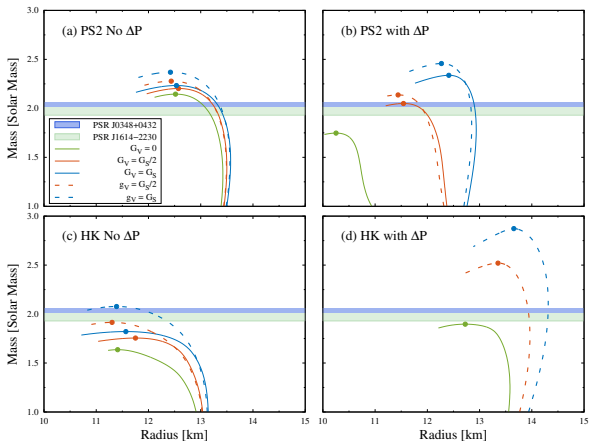 3.0
(a) PS2 No ΔP
(b) PS2 with ΔP
2.5
2.0
1.5
1.0
Mass [Solar Mass]
PSR J0348+0432
PSR J1614−2230
G_V = 0
G_V = G_S/2
G_V = G_S
g_V = G_S/2
g_V = G_S
3.0
(c) HK No ΔP
(d) HK with ΔP
2.5
2.0
1.5
1.0
Mass [Solar Mass]
10 11 12 13 14 15 10 11 12 13 14 15
Radius [km] Radius [km]